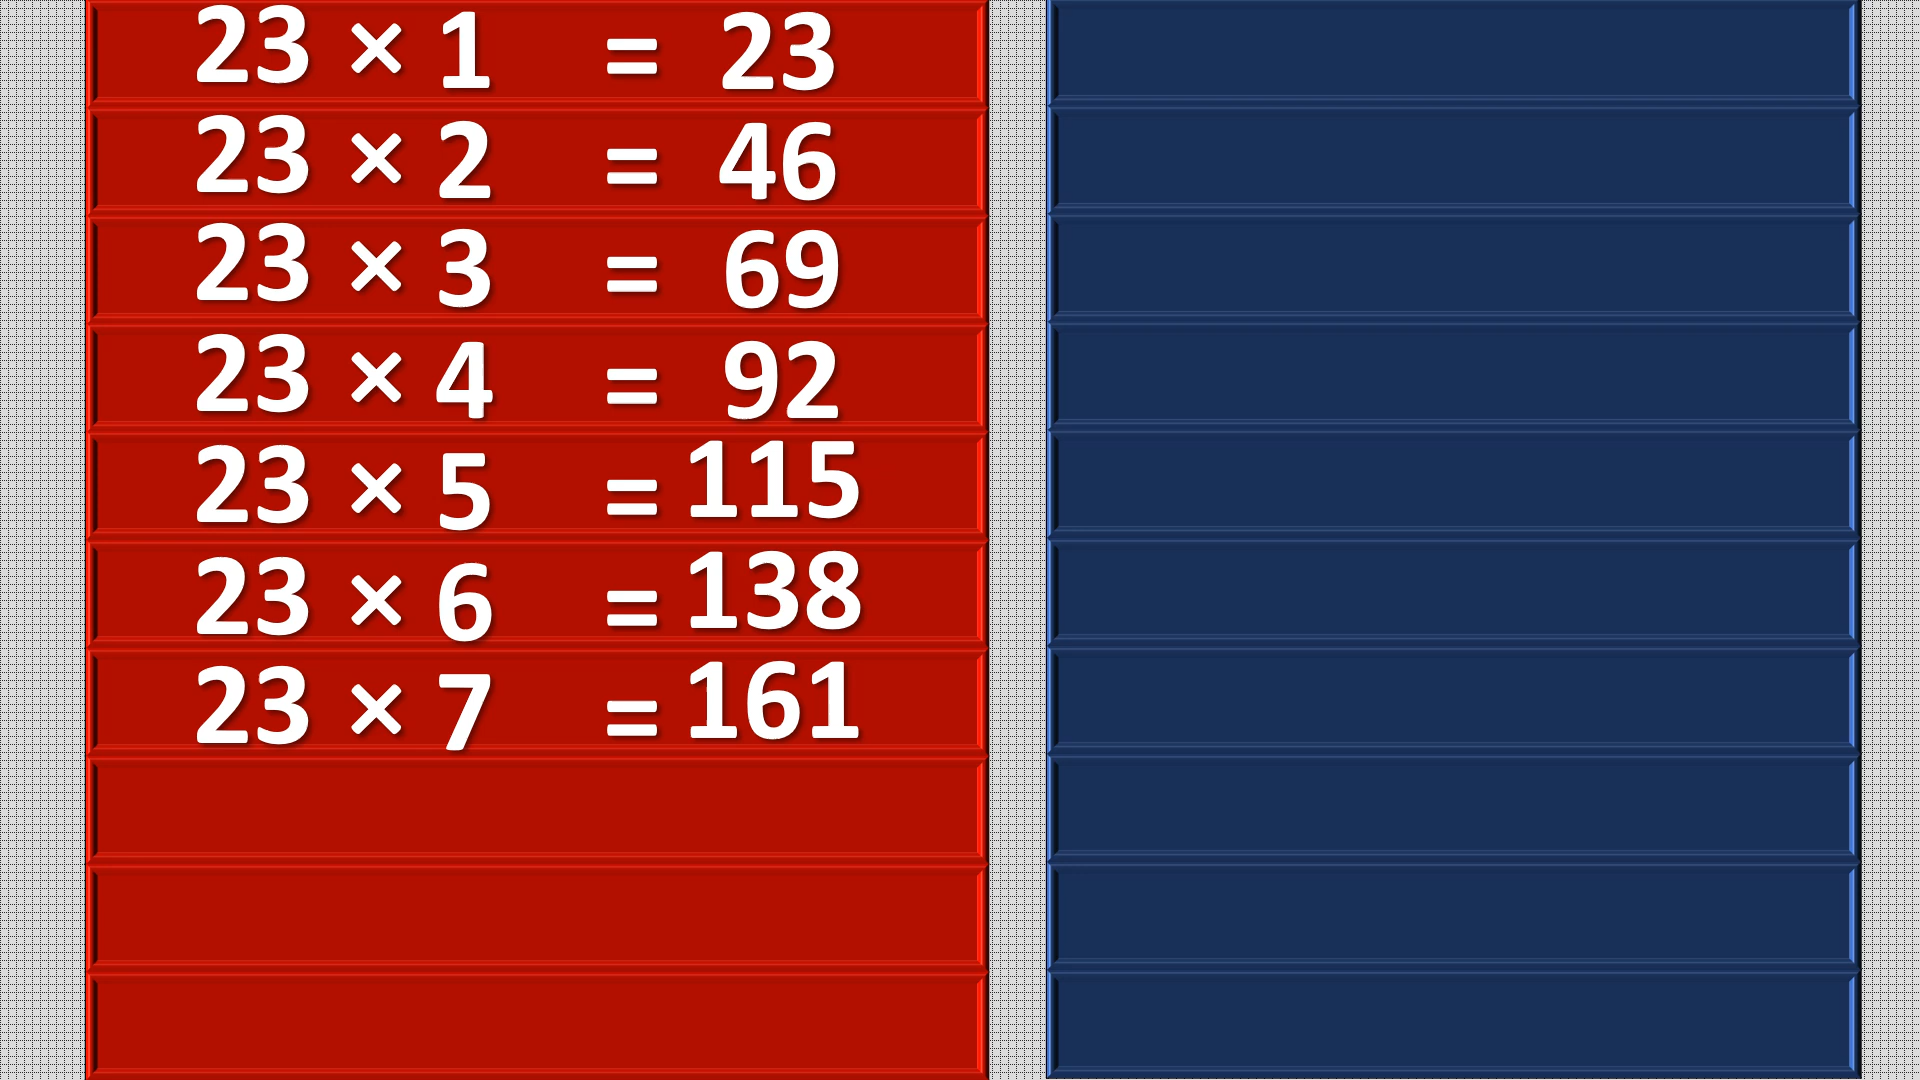 23 × 1 = 23
23 × 2 = 46
23 × 3 = 69
23 × 4 = 92
23 × 5 = 115
23 × 6 = 138
23 × 7 = 161